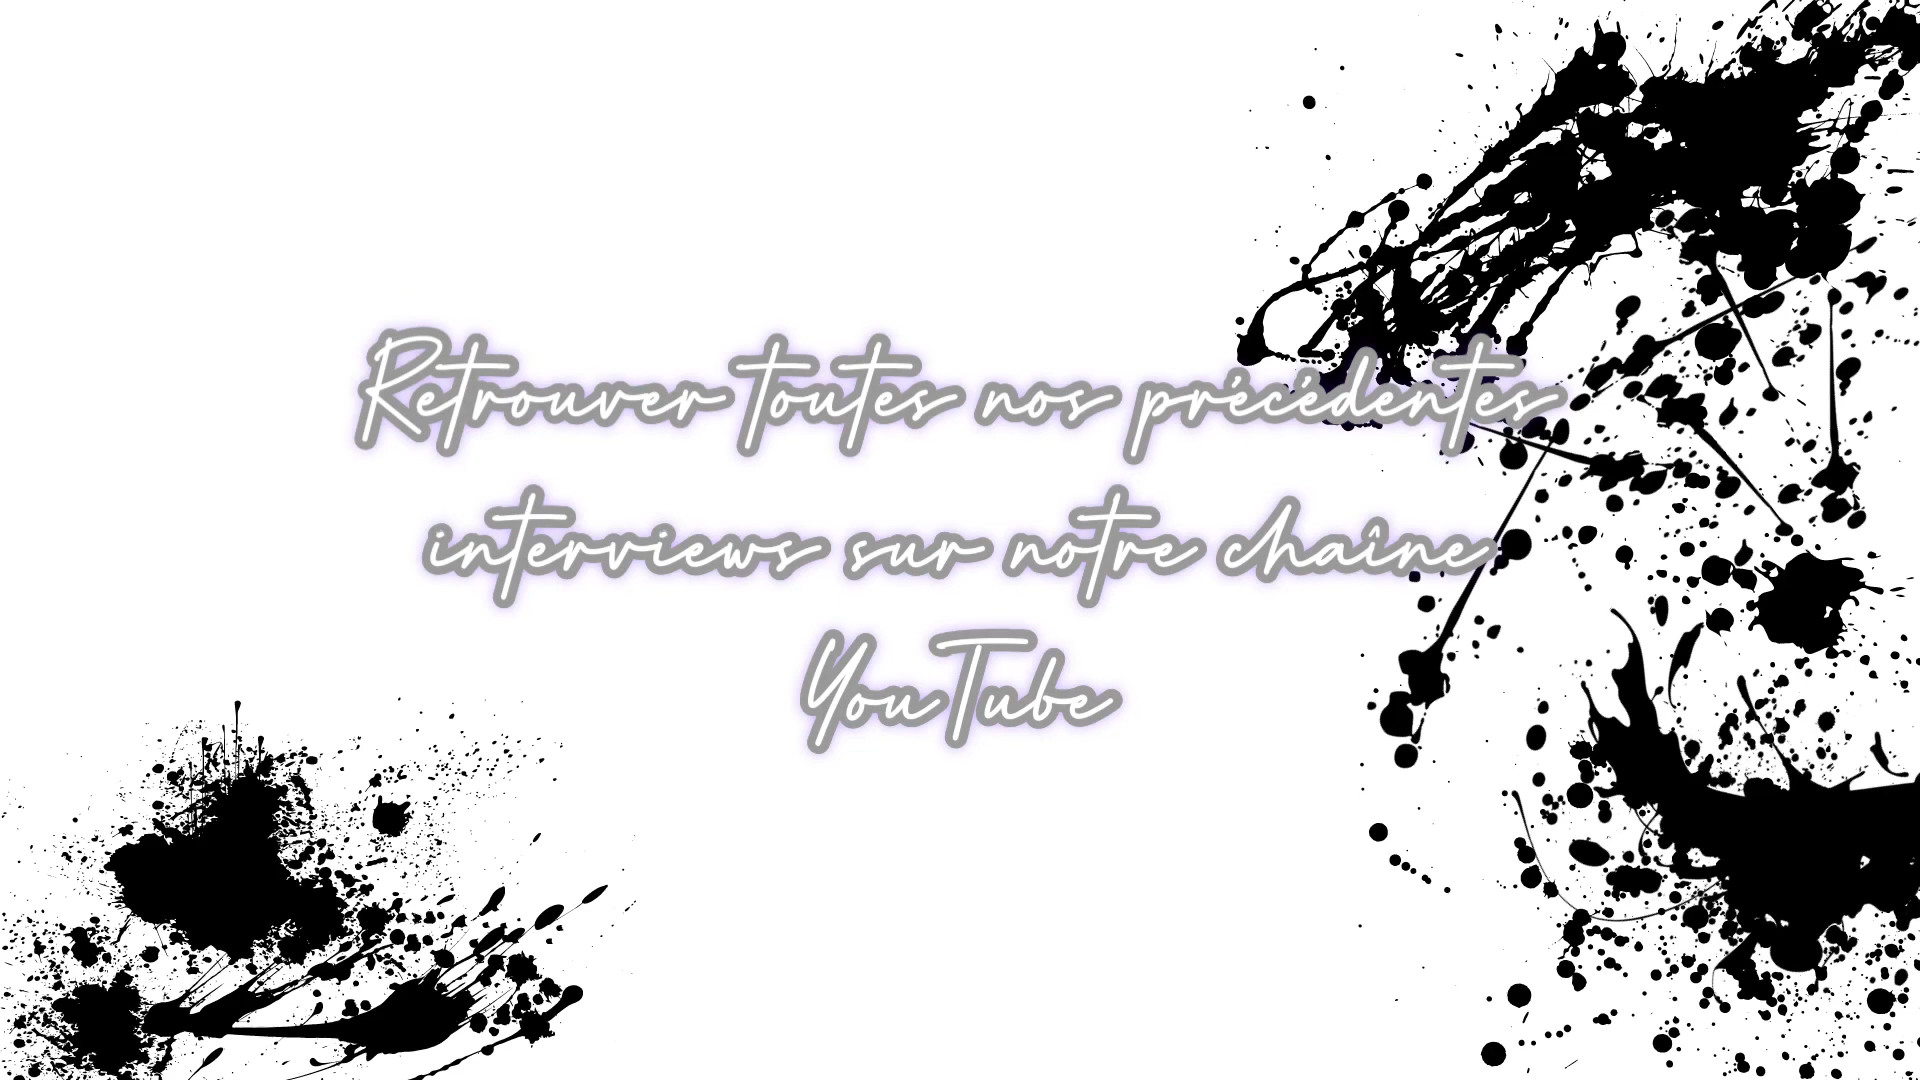 Retrouver toutes nos précédentes
interviews sur notre chaîne
YouTube